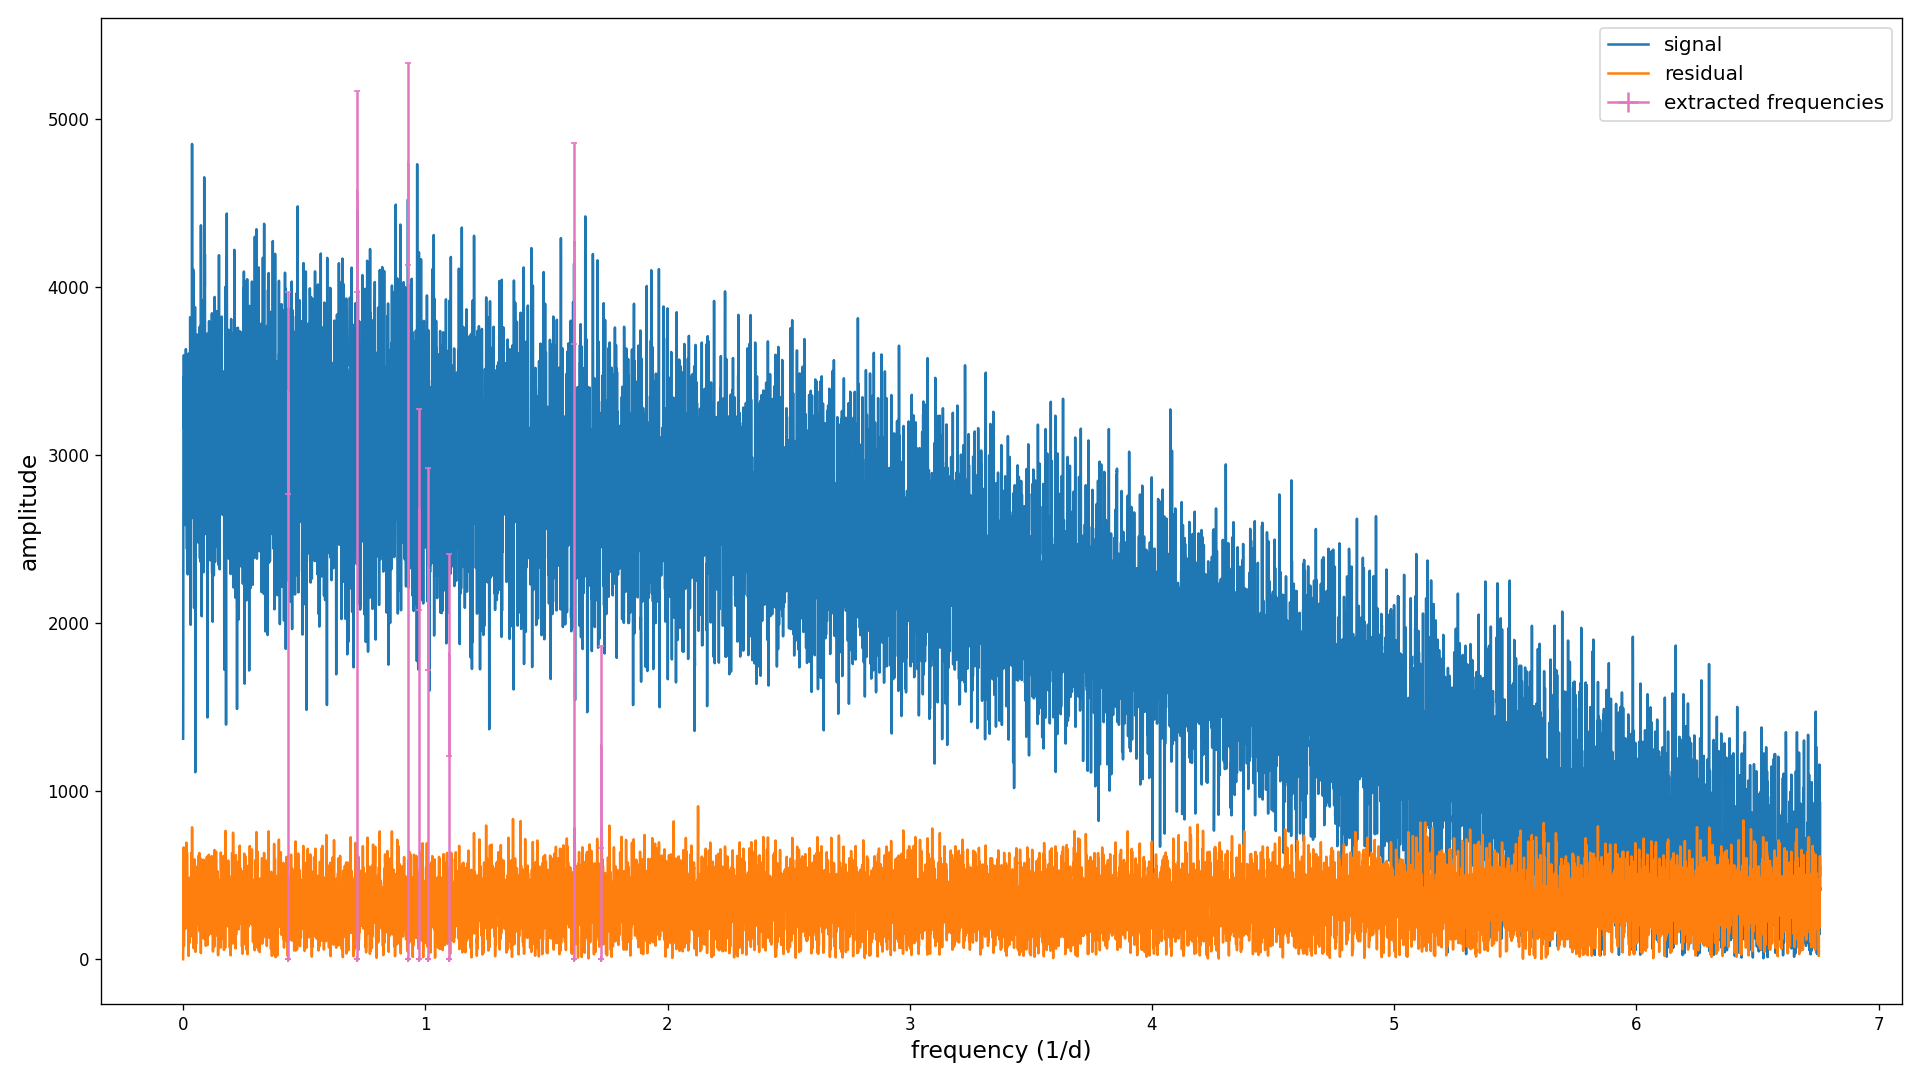 signal
residual
extracted frequencies
5000
4000
3000
2000
1000
0
amplitude
0 1 2 3 4 5 6 7
frequency (1/d)